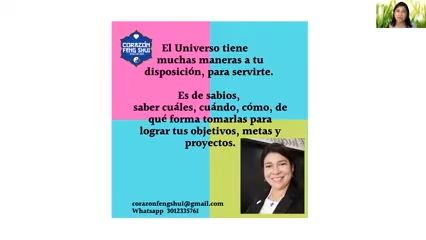 CORAZÓN
FENG SHUI
El Universo tiene
muchas maneras a tu
disposición, para servirte.
Es de sabios,
saber cuáles, cuándo, cómo, de
qué forma tomarlas para
lograr tus objetivos, metas y
proyectos.
corazonfengshui@gmail.com
Whatsapp 3012335761